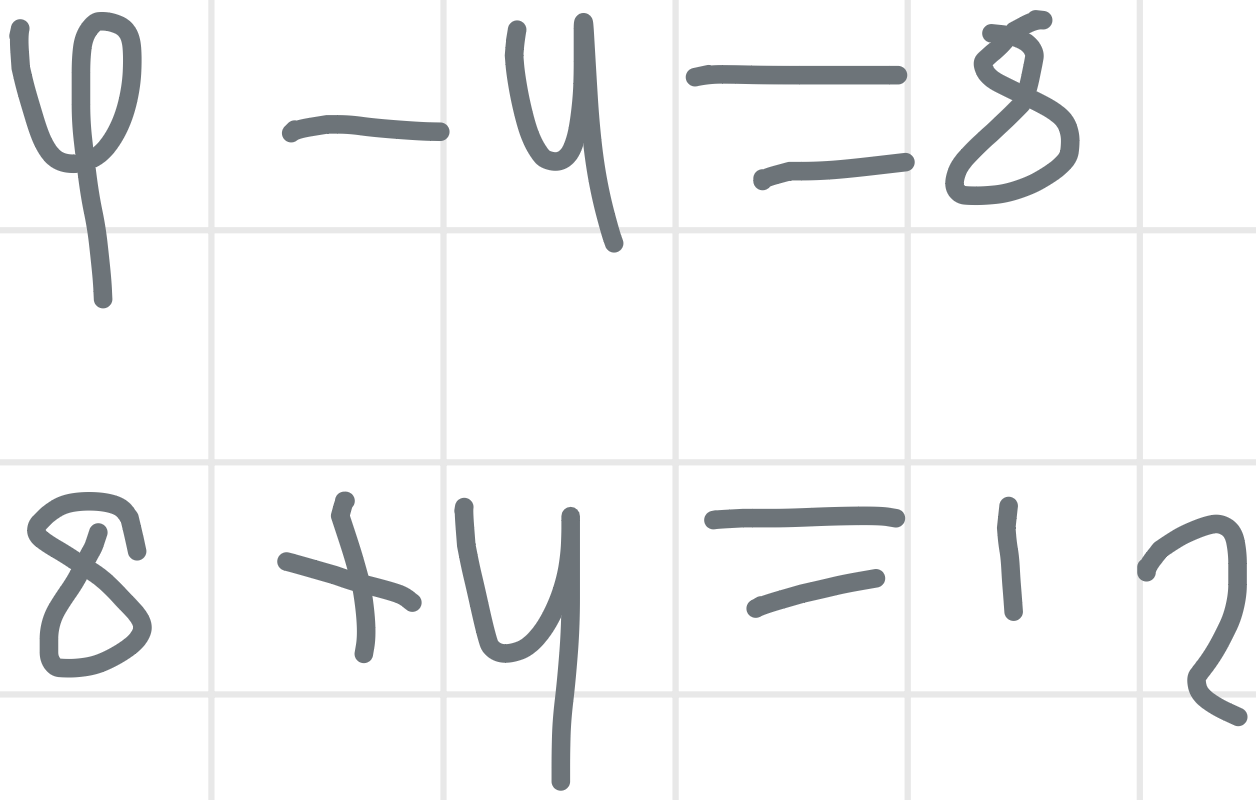 φ - y = 8
8 + y = 12